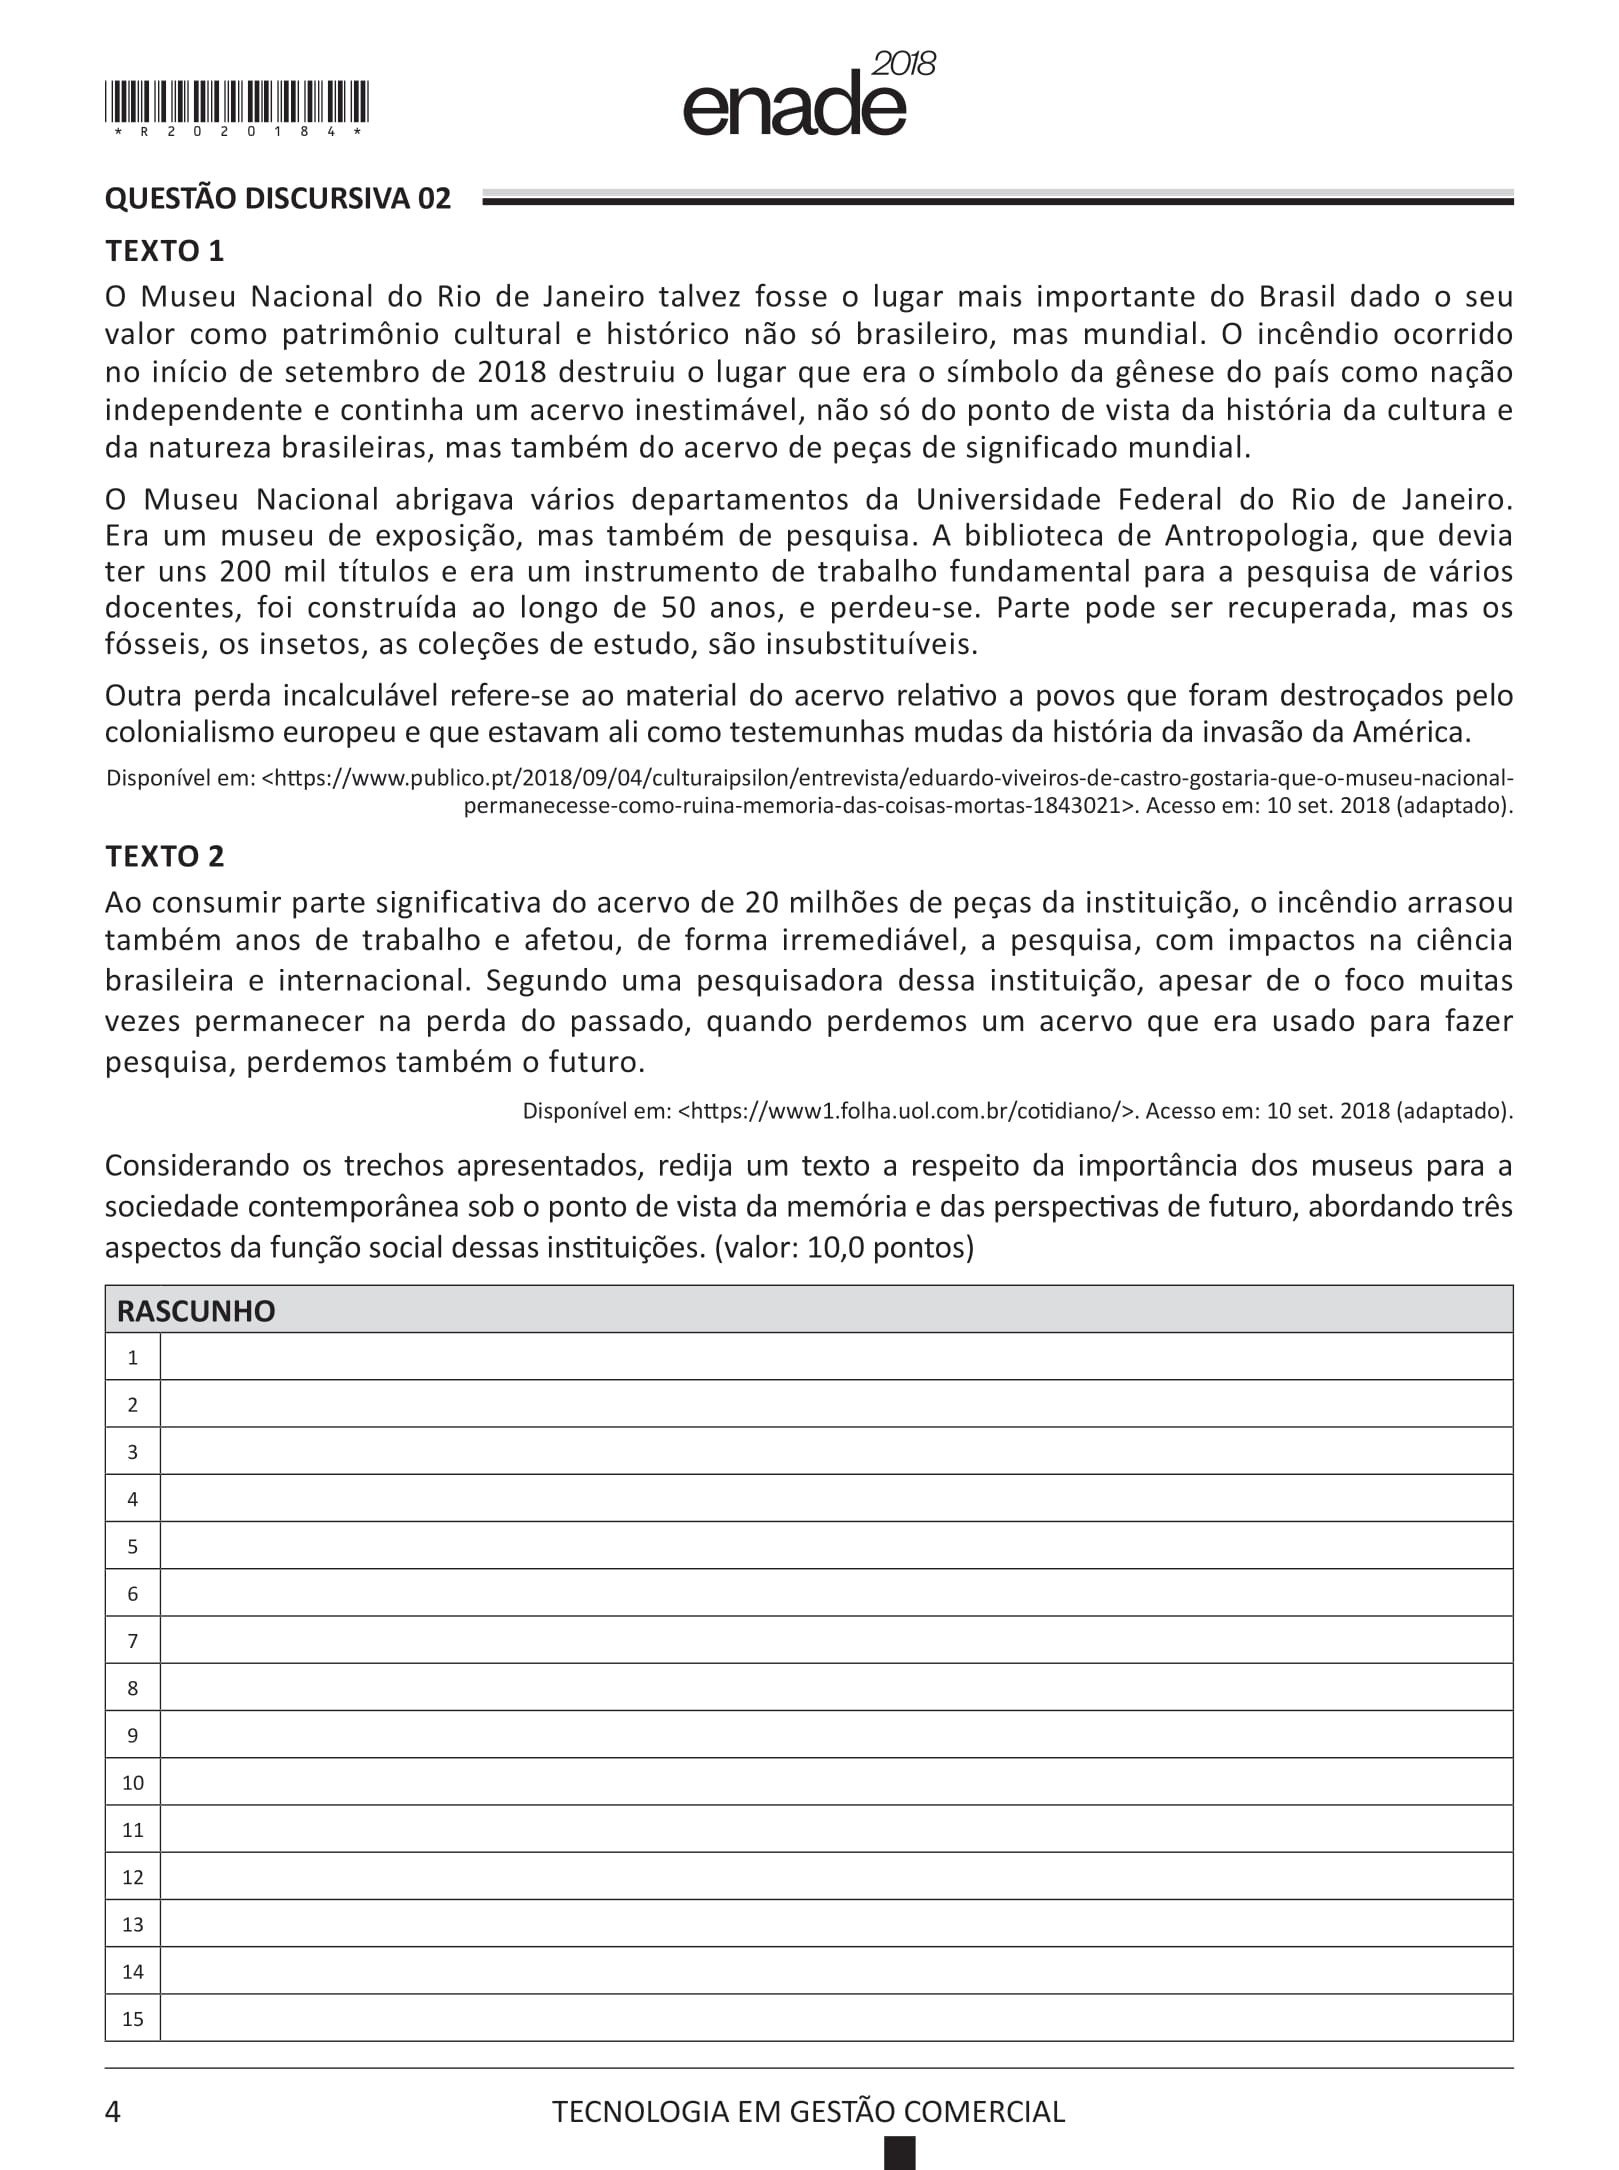 enade2018
*R2020184*
QUESTÃO DISCURSIVA 02
TEXTO 1
O Museu Nacional do Rio de Janeiro talvez fosse o lugar mais importante do Brasil dado o seu
valor como patrimônio cultural e histórico não só brasileiro, mas mundial. O incêndio ocorrido
no início de setembro de 2018 destruiu o lugar que era o símbolo da gênese do país como nação
independente e continha um acervo inestimável, não só do ponto de vista da história da cultura e
da natureza brasileiras, mas também do acervo de peças de significado mundial.
O Museu Nacional abrigava vários departamentos da Universidade Federal do Rio de Janeiro.
Era um museu de exposição, mas também de pesquisa. A biblioteca de Antropologia, que devia
ter uns 200 mil títulos e era um instrumento de trabalho fundamental para a pesquisa de vários
docentes, foi construída ao longo de 50 anos, e perdeu-se. Parte pode ser recuperada, mas os
fósseis, os insetos, as coleções de estudo, são insubstituíveis.
Outra perda incalculável refere-se ao material do acervo relativo a povos que foram destroçados pelo
colonialismo europeu e que estavam ali como testemunhas mudas da história da invasão da América.
Disponível em: <https://www.publico.pt/2018/09/04/culturaipsilon/entrevista/eduardo-viveiros-de-castro-gostaria-que-o-museu-nacional-
permanecesse-como-ruina-memoria-das-coisas-mortas-1843021>. Acesso em: 10 set. 2018 (adaptado).
TEXTO 2
Ao consumir parte significativa do acervo de 20 milhões de peças da instituição, o incêndio arrasou
também anos de trabalho e afetou, de forma irremediável, a pesquisa, com impactos na ciência
brasileira e internacional. Segundo uma pesquisadora dessa instituição, apesar de o foco muitas
vezes permanecer na perda do passado, quando perdemos um acervo que era usado para fazer
pesquisa, perdemos também o futuro.
Disponível em: <https://www1.folha.uol.com.br/cotidiano/>. Acesso em: 10 set. 2018 (adaptado).
Considerando os trechos apresentados, redija um texto a respeito da importância dos museus para a
sociedade contemporânea sob o ponto de vista da memória e das perspectivas de futuro, abordando três
aspectos da função social dessas instituições. (valor: 10,0 pontos)
RASCUNHO
1
2
3
4
5
6
7
8
9
10
11
12
13
14
15
4 TECNOLOGIA EM GESTÃO COMERCIAL